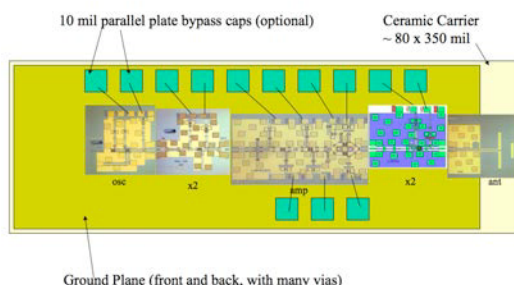 10 mil parallel plate bypass caps (optional)
Ceramic Carrier
~ 80 x 350 mil
osc
x2
amp
x2
ant
Ground Plane (front and back, with many vias)